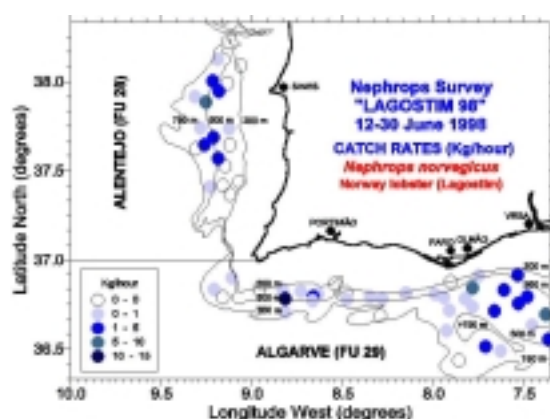 Nephrops Survey
"LAGOSTIM 98"
12-30 June 1998
CATCH RATES (Kg/hour)
Nephrops norvegicus
Norway lobster (Lagostim)
ALENTEJO (FU 28)
SINES
PORTIMÃO
FARO
OLHÃO
ALGARVE (FU 29)
Kg/hour
0 - 0
0 - 1
1 - 5
5 - 10
10 - 15
Latitude North (degrees)
38.0
37.5
37.0
36.5
10.0
9.5
9.0
8.5
8.0
7.5
Longitude West (degrees)